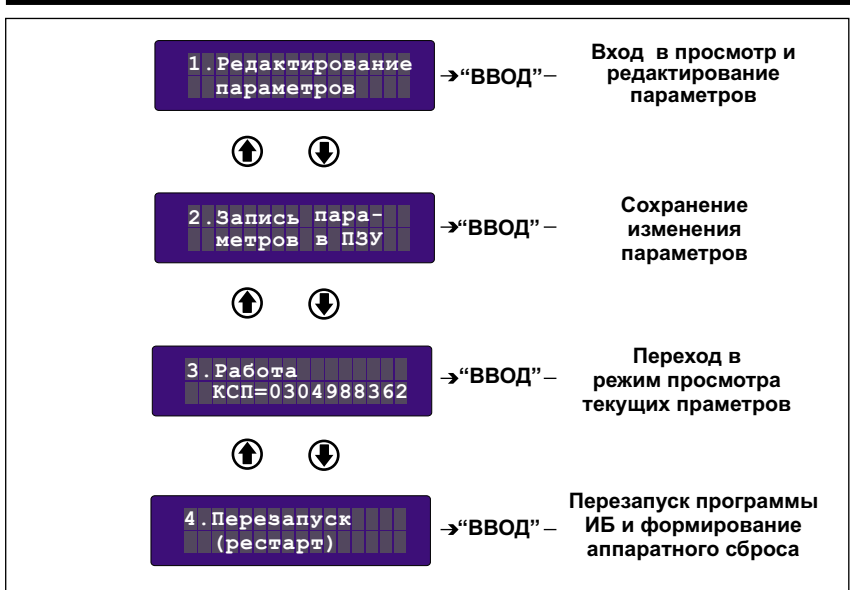 1.Редактирование
параметров
"ВВОД"
Вход в просмотр и
редактирование
параметров
2.Запись пара-
метров в ПЗУ
"ВВОД"
Сохранение
изменения
параметров
3.Работа
КСП=0304988362
"ВВОД"
Переход в
режим просмотра
текущих праметров
4.Перезапуск
(рестарт)
"ВВОД"
Перезапуск программы
ИБ и формирование
аппаратного сброса